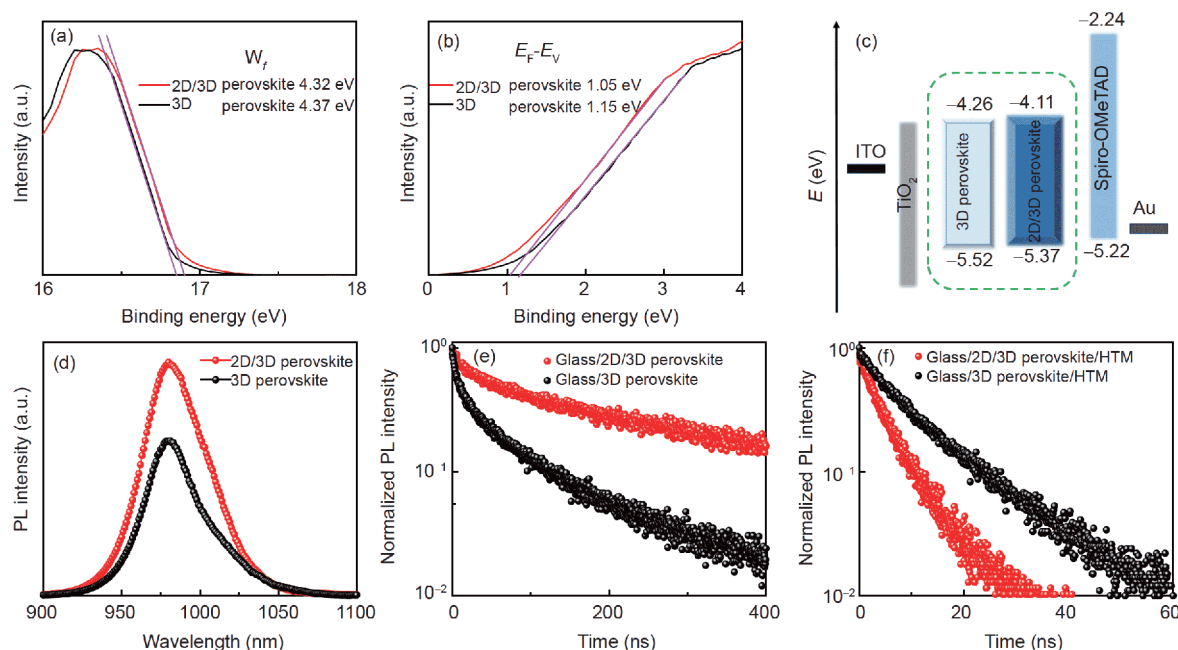 (a)
W_f
2D/3D perovskite 4.32 eV
3D perovskite 4.37 eV
Intensity (a.u.)
16 17 18
Binding energy (eV)
(b)
E_F-E_V
2D/3D perovskite 1.05 eV
3D perovskite 1.15 eV
Intensity (a.u.)
0 1 2 3 4
Binding energy (eV)
(c)
E (eV)
ITO
TiO₂
−4.26
3D perovskite
−5.52
−4.11
2D/3D perovskite
−5.37
−2.24
Spiro-OMeTAD
−5.22
Au
(d)
2D/3D perovskite
3D perovskite
PL intensity (a.u.)
900 950 1000 1050 1100
Wavelength (nm)
(e)
Glass/2D/3D perovskite
Glass/3D perovskite
Normalized PL intensity
10⁰
10⁻¹
10⁻²
0 200 400
Time (ns)
(f)
Glass/2D/3D perovskite/HTM
Glass/3D perovskite/HTM
Normalized PL intensity
10⁰
10⁻¹
10⁻²
0 20 40 60
Time (ns)